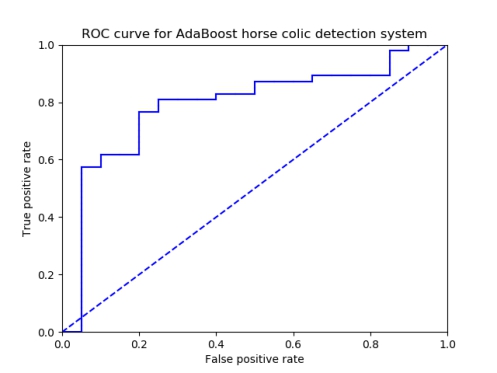 ROC curve for AdaBoost horse colic detection system
1.0
0.8
0.6
0.4
0.2
0.0
True positive rate
0.0 0.2 0.4 0.6 0.8 1.0
False positive rate